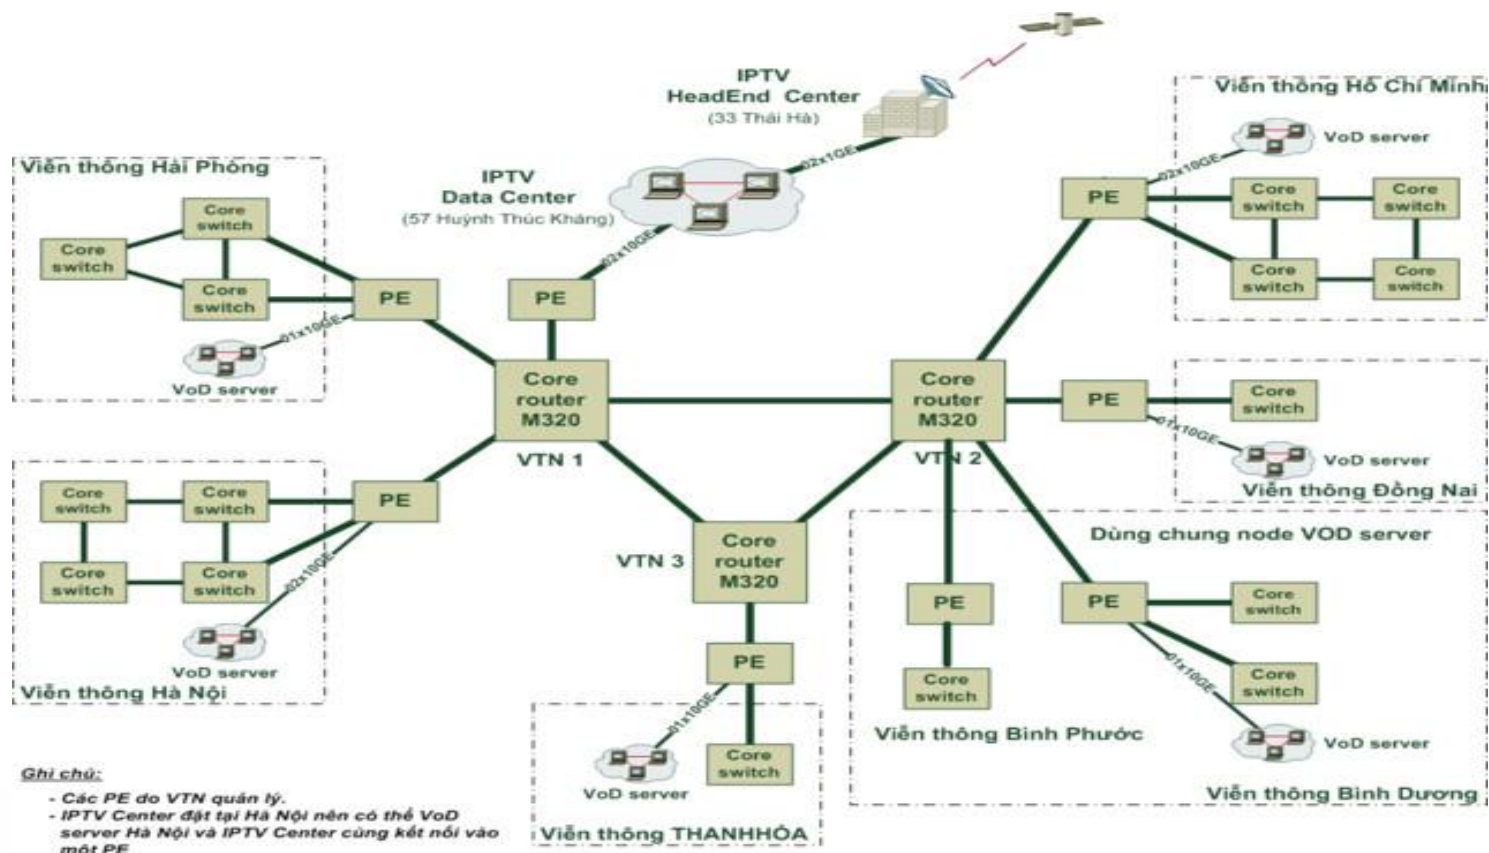 IPTV
HeadEnd Center
(33 Thái Hà)
02x1GE
IPTV
Data Center
(57 Huỳnh Thúc Kháng)
02x10GE
PE
Viễn thông Hải Phòng
Core
switch
Core
switch
Core
switch
PE
01x10GE
VoD server
Viễn thông Hồ Chí Minh
VoD server
02x10GE
PE
Core
switch
Core
switch
Core
switch
Core
switch
Core
router
M320
VTN 1
Core
router
M320
VTN 2
PE
Core
switch
01x10GE
VoD server
Viễn thông Đồng Nai
Core
switch
Core
switch
Core
switch
Core
switch
PE
02x10GE
VoD server
Viễn thông Hà Nội
VTN 3
Core
router
M320
PE
01x10GE
Core
switch
VoD server
Viễn thông THANHHÓA
Dùng chung node VOD server
PE
Core
switch
Viễn thông Bình Phước
PE
Core
switch
Core
switch
01x10GE
VoD server
Viễn thông Bình Dương
Ghi chú:
- Các PE do VTN quản lý.
- IPTV Center đặt tại Hà Nội nên có thể VoD
server Hà Nội và IPTV Center cùng kết nối vào
một PE